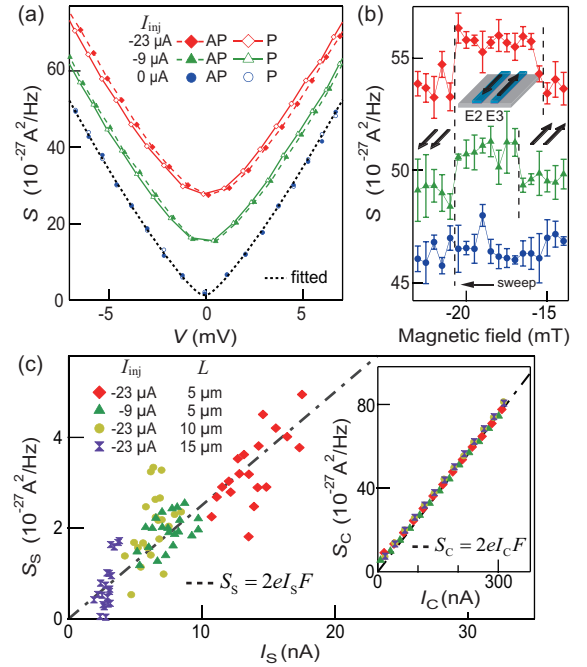 (a)
I_inj
-23 µA AP P
-9 µA AP P
0 µA AP P
S (10⁻²⁷ A²/Hz)
60
40
20
0
-5 0 5
V (mV)
fitted
(b)
S (10⁻²⁷ A²/Hz)
55
50
45
E2 E3
sweep
-20 -15
Magnetic field (mT)
(c)
I_inj L
-23 µA 5 µm
-9 µA 5 µm
-23 µA 10 µm
-23 µA 15 µm
S_S (10⁻²⁷ A²/Hz)
4
2
0
0 10 20 30
I_S (nA)
S_S = 2eI_S F
S_C (10⁻²⁷ A²/Hz)
80
40
0
0 300
I_C (nA)
S_C = 2eI_C F